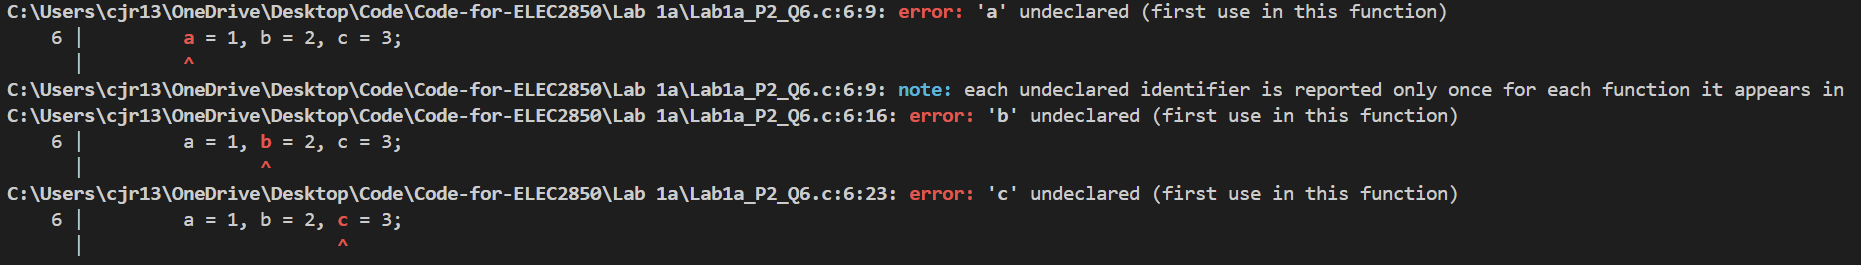 C:\Users\cjr13\OneDrive\Desktop\Code\Code-for-ELEC2850\Lab 1a\Lab1a_P2_Q6.c:6:9: error: 'a' undeclared (first use in this function)
    6 |         a = 1, b = 2, c = 3;
      |         ^
C:\Users\cjr13\OneDrive\Desktop\Code\Code-for-ELEC2850\Lab 1a\Lab1a_P2_Q6.c:6:9: note: each undeclared identifier is reported only once for each function it appears in
C:\Users\cjr13\OneDrive\Desktop\Code\Code-for-ELEC2850\Lab 1a\Lab1a_P2_Q6.c:6:16: error: 'b' undeclared (first use in this function)
    6 |         a = 1, b = 2, c = 3;
      |                ^
C:\Users\cjr13\OneDrive\Desktop\Code\Code-for-ELEC2850\Lab 1a\Lab1a_P2_Q6.c:6:23: error: 'c' undeclared (first use in this function)
    6 |         a = 1, b = 2, c = 3;
      |                       ^